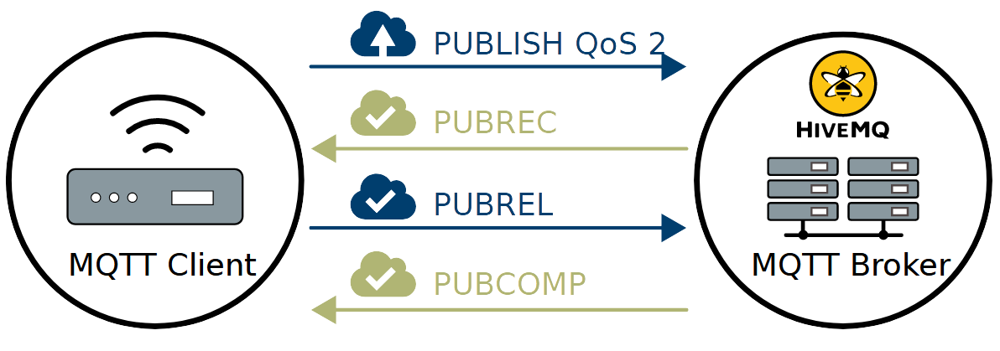 PUBLISH QoS 2
PUBREC
PUBREL
PUBCOMP
MQTT Client
HIVEMQ
MQTT Broker